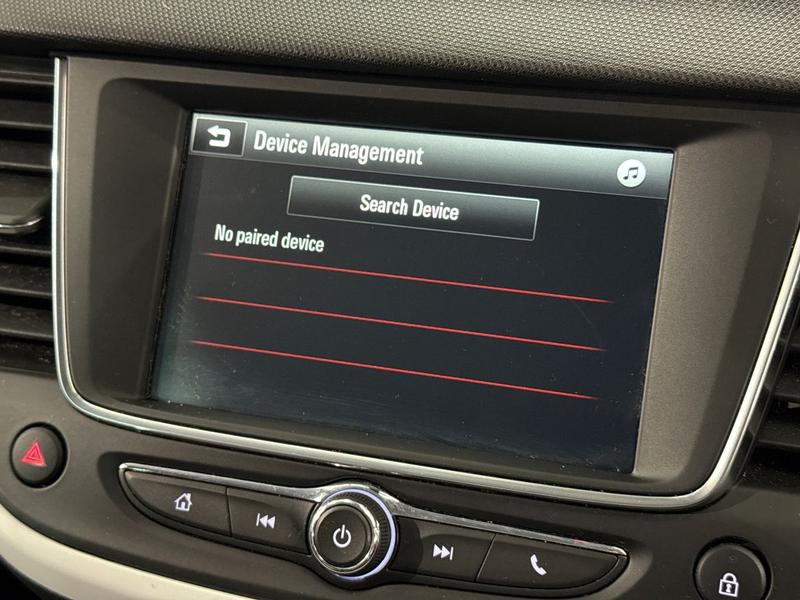 Device Management
Search Device
No paired device